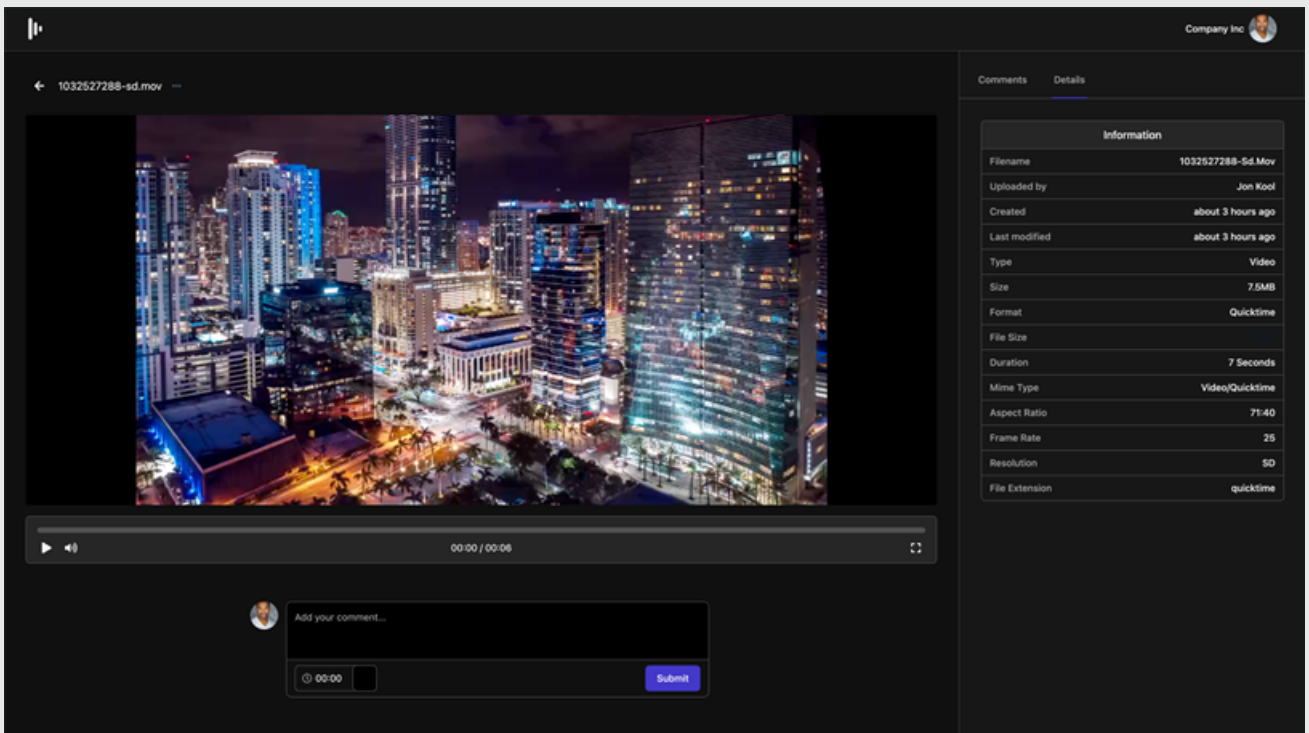 Company Inc
1032527288-sd.mov ...
Comments Details
Information
Filename 1032527288-Sd.Mov
Uploaded by Jon Kool
Created about 3 hours ago
Last modified about 3 hours ago
Type Video
Size 7.5MB
Format Quicktime
File Size
Duration 7 Seconds
Mime Type Video/Quicktime
Aspect Ratio 71:40
Frame Rate 25
Resolution SD
File Extension quicktime
00:00 / 00:06
Add your comment...
00:00
Submit